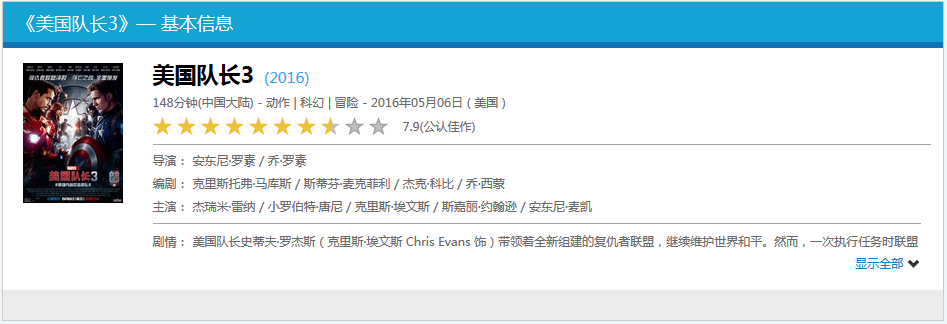 《美国队长3》— 基本信息
美国队长3 (2016)
148分钟(中国大陆) - 动作 | 科幻 | 冒险 - 2016年05月06日 ( 美国 )
7.9(公认佳作)
导演： 安东尼·罗素 / 乔·罗素
编剧： 克里斯托弗·马库斯 / 斯蒂芬·麦克菲利 / 杰克·科比 / 乔·西蒙
主演： 杰瑞米·雷纳 / 小罗伯特·唐尼 / 克里斯·埃文斯 / 斯嘉丽·约翰逊 / 安东尼·麦凯
剧情： 美国队长史蒂夫·罗杰斯（克里斯·埃文斯 Chris Evans 饰）带领着全新组建的复仇者联盟，继续维护世界和平。然而，一次执行任务时联盟
显示全部
MARVEL
美国队长3